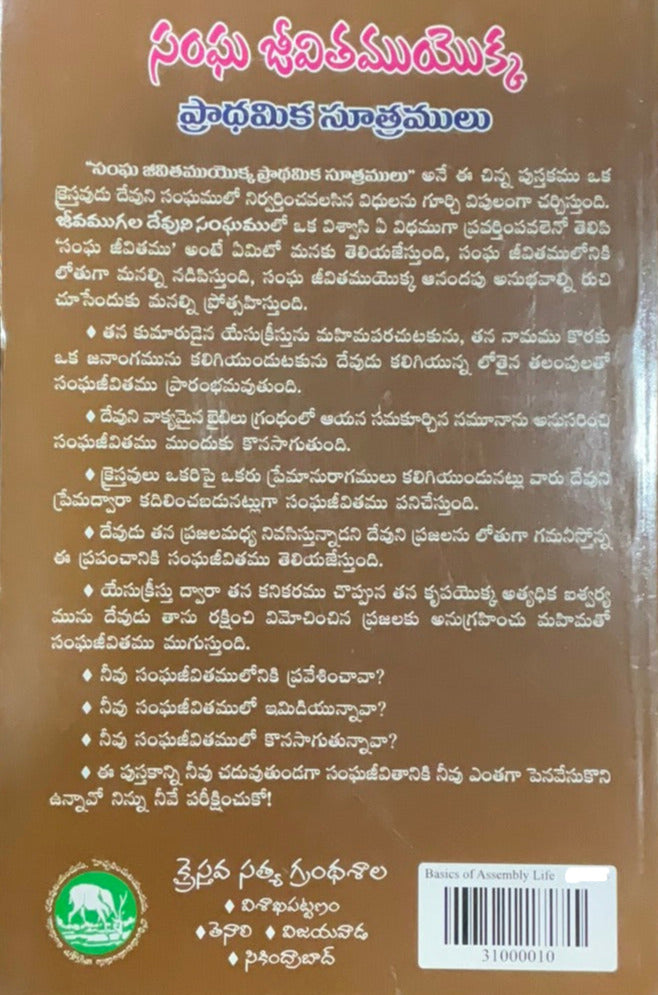 సంఘ జీవితముయొక్క
ప్రాథమిక సూత్రములు
"సంఘ జీవితముయొక్క ప్రాథమిక సూత్రములు" అనే ఈ చిన్న పుస్తకము ఒక
క్రైస్తవుడు దేవుని సంఘములో నిర్వర్తించవలసిన విధులను గూర్చి విపులంగా చర్చిస్తుంది.
జీవముగల దేవుని సంఘములో ఒక విశ్వాసి ఏ విధముగా ప్రవర్తింపవలెనో తెలిపి
'సంఘ జీవితము' అంటే ఏమిటో మనకు తెలియజేస్తుంది, సంఘ జీవితములోనికి
లోతుగా మనల్ని నడిపిస్తుంది, సంఘ జీవితముయొక్క ఆనందపు అనుభవాల్ని రుచి
చూసేందుకు మనల్ని ప్రోత్సహిస్తుంది.
♦ తన కుమారుడైన యేసుక్రీస్తును మహిమపరచుటకును, తన నామము కొరకు
ఒక జనాంగమును కలిగియుండుటకును దేవుడు కలిగియున్న లోతైన తలంపులతో
సంఘజీవితము ప్రారంభమవుతుంది.
♦ దేవుని వాక్యమైన బైబిలు గ్రంథంలో ఆయన సమకూర్చిన నమూనాను అనుసరించి
సంఘజీవితము ముందుకు కొనసాగుతుంది.
♦ క్రైస్తవులు ఒకరిపై ఒకరు ప్రేమానురాగములు కలిగియుండునట్లు వారు దేవుని
ప్రేమద్వారా కదిలించబడునట్లుగా సంఘజీవితము పనిచేస్తుంది.
♦ దేవుడు తన ప్రజలమధ్య నివసిస్తున్నాడని దేవుని ప్రజలను లోతుగా గమనిస్తోన్న
ఈ ప్రపంచానికి సంఘజీవితము తెలియజేస్తుంది.
♦ యేసుక్రీస్తు ద్వారా తన కనికరము చొప్పున తన కృపయొక్క అత్యధిక ఐశ్వర్య
మును దేవుడు తాను రక్షించి విమోచించిన ప్రజలకు అనుగ్రహించు మహిమతో
సంఘజీవితము ముగుస్తుంది.
♦ నీవు సంఘజీవితములోనికి ప్రవేశించావా?
♦ నీవు సంఘజీవితములో ఇమిడియున్నావా?
♦ నీవు సంఘజీవితములో కొనసాగుతున్నావా?
♦ ఈ పుస్తకాన్ని నీవు చదువుతుండగా సంఘజీవితానికి నీవు ఎంతగా పెనవేసుకొని
ఉన్నావో నిన్ను నీవే పరీక్షించుకో!
క్రైస్తవ సత్య గ్రంథశాల
♦ విశాఖపట్టణం
♦ తెనాలి ♦ విజయవాడ
♦ సికింద్రాబాద్
Basics of Assembly Life
31000010